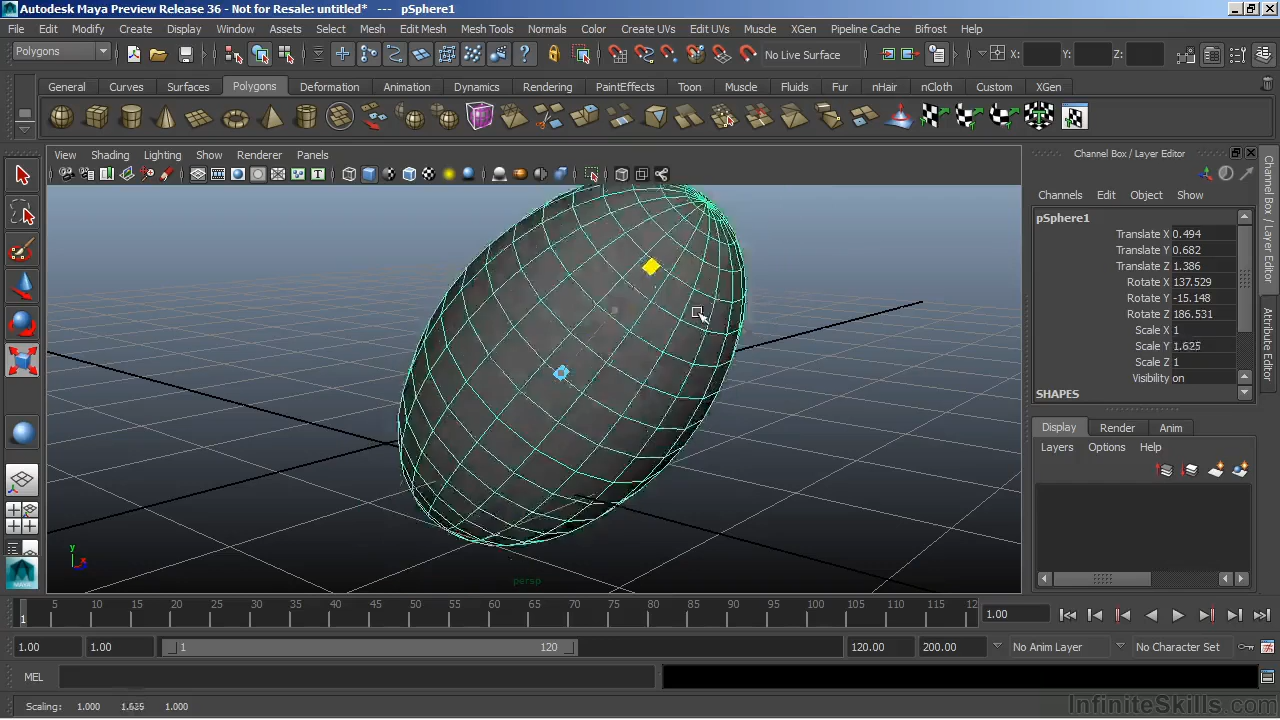 Autodesk Maya Preview Release 36 - Not for Resale: untitled*   ---   pSphere1
File Edit Modify Create Display Window Assets Select Mesh Edit Mesh Mesh Tools Normals Color Create UVs Edit UVs Muscle XGen Pipeline Cache Bifrost Help
Polygons No Live Surface X: Y: Z:
General Curves Surfaces Polygons Deformation Animation Dynamics Rendering PaintEffects Toon Muscle Fluids Fur nHair nCloth Custom XGen
View Shading Lighting Show Renderer Panels
Channel Box / Layer Editor
Channels Edit Object Show
pSphere1
Translate X 0.494
Translate Y 0.682
Translate Z 1.386
Rotate X 137.529
Rotate Y -15.148
Rotate Z 186.531
Scale X 1
Scale Y 1.625
Scale Z 1
Visibility on
SHAPES
Display Render Anim
Layers Options Help
Channel Box / Layer Editor
Attribute Editor
y
persp
1 5 10 15 20 25 30 35 40 45 50 55 60 65 70 75 80 85 90 95 100 105 110 115 12
1.00
1.00 1.00 1 120 120.00 200.00 No Anim Layer No Character Set
MEL
Scaling: 1.000 1.625 1.000
InfiniteSkills.com